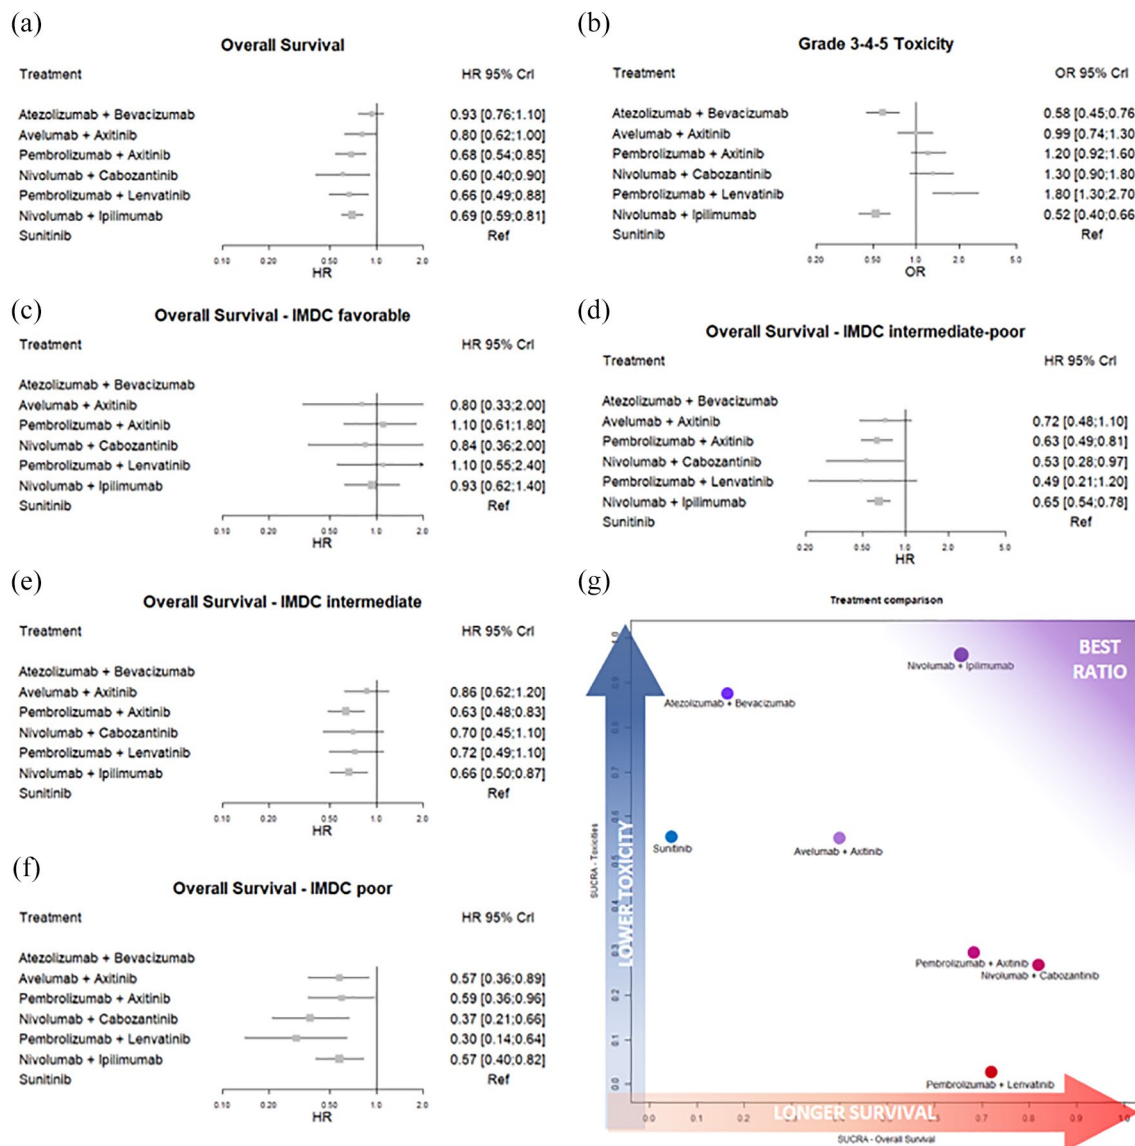 (a)
Overall Survival
Treatment HR 95% CrI
Atezolizumab + Bevacizumab 0.93 [0.76;1.10]
Avelumab + Axitinib 0.80 [0.62;1.00]
Pembrolizumab + Axitinib 0.68 [0.54;0.85]
Nivolumab + Cabozantinib 0.60 [0.40;0.90]
Pembrolizumab + Lenvatinib 0.66 [0.49;0.88]
Nivolumab + Ipilimumab 0.69 [0.59;0.81]
Sunitinib Ref
0.10 0.20 0.50 1.0 2.0
HR
(b)
Grade 3-4-5 Toxicity
Treatment OR 95% CrI
Atezolizumab + Bevacizumab 0.58 [0.45;0.76
Avelumab + Axitinib 0.99 [0.74;1.30
Pembrolizumab + Axitinib 1.20 [0.92;1.60
Nivolumab + Cabozantinib 1.30 [0.90;1.80
Pembrolizumab + Lenvatinib 1.80 [1.30;2.70
Nivolumab + Ipilimumab 0.52 [0.40;0.66
Sunitinib Ref
0.20 0.50 1.0 2.0 5.0
OR
(c)
Overall Survival - IMDC favorable
Treatment HR 95% CrI
Atezolizumab + Bevacizumab
Avelumab + Axitinib 0.80 [0.33;2.00]
Pembrolizumab + Axitinib 1.10 [0.61;1.80]
Nivolumab + Cabozantinib 0.84 [0.36;2.00]
Pembrolizumab + Lenvatinib 1.10 [0.55;2.40]
Nivolumab + Ipilimumab 0.93 [0.62;1.40]
Sunitinib Ref
0.10 0.20 0.50 1.0 2.0
HR
(d)
Overall Survival - IMDC intermediate-poor
Treatment HR 95% CrI
Atezolizumab + Bevacizumab
Avelumab + Axitinib 0.72 [0.48;1.10]
Pembrolizumab + Axitinib 0.63 [0.49;0.81]
Nivolumab + Cabozantinib 0.53 [0.28;0.97]
Pembrolizumab + Lenvatinib 0.49 [0.21;1.20]
Nivolumab + Ipilimumab 0.65 [0.54;0.78]
Sunitinib Ref
0.20 0.50 1.0 2.0 5.0
HR
(e)
Overall Survival - IMDC intermediate
Treatment HR 95% CrI
Atezolizumab + Bevacizumab
Avelumab + Axitinib 0.86 [0.62;1.20]
Pembrolizumab + Axitinib 0.63 [0.48;0.83]
Nivolumab + Cabozantinib 0.70 [0.45;1.10]
Pembrolizumab + Lenvatinib 0.72 [0.49;1.10]
Nivolumab + Ipilimumab 0.66 [0.50;0.87]
Sunitinib Ref
0.10 0.20 0.50 1.0 2.0
HR
(f)
Overall Survival - IMDC poor
Treatment HR 95% CrI
Atezolizumab + Bevacizumab
Avelumab + Axitinib 0.57 [0.36;0.89]
Pembrolizumab + Axitinib 0.59 [0.36;0.96]
Nivolumab + Cabozantinib 0.37 [0.21;0.66]
Pembrolizumab + Lenvatinib 0.30 [0.14;0.64]
Nivolumab + Ipilimumab 0.57 [0.40;0.82]
Sunitinib Ref
0.10 0.20 0.50 1.0 2.0
HR
(g)
Treatment comparison
BEST
RATIO
Nivolumab + Ipilimumab
Atezolizumab + Bevacizumab
Sunitinib
Avelumab + Axitinib
Pembrolizumab + Axitinib
Nivolumab + Cabozantinib
Pembrolizumab + Lenvatinib
SUCRA - Toxicities
LOWER TOXICITY
0.0 0.1 0.2 0.3 0.4 0.5 0.6 0.7 0.8 0.9 1.0
LONGER SURVIVAL
0.0 0.1 0.2 0.3 0.4 0.5 0.6 0.7 0.8 0.9 1.0
SUCRA - Overall Survival